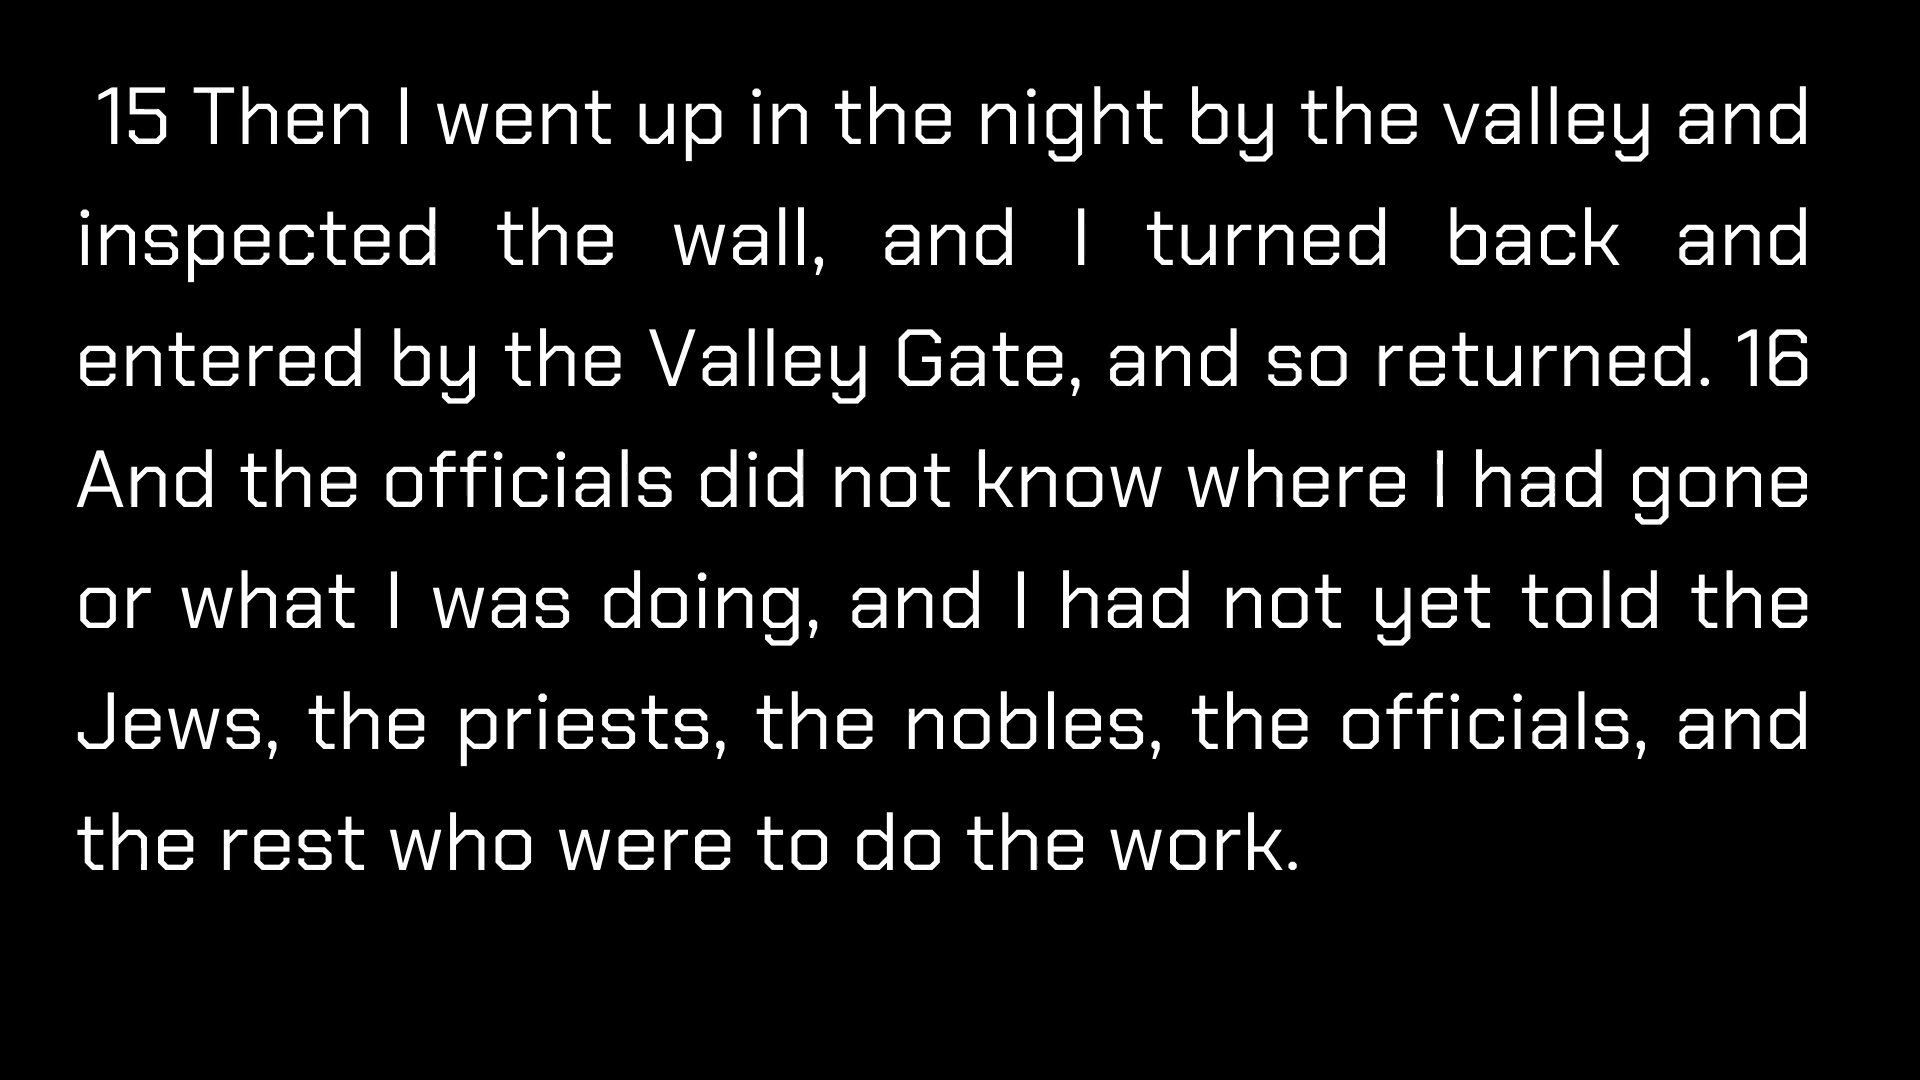 15 Then I went up in the night by the valley and
inspected the wall, and I turned back and
entered by the Valley Gate, and so returned. 16
And the officials did not know where I had gone
or what I was doing, and I had not yet told the
Jews, the priests, the nobles, the officials, and
the rest who were to do the work.